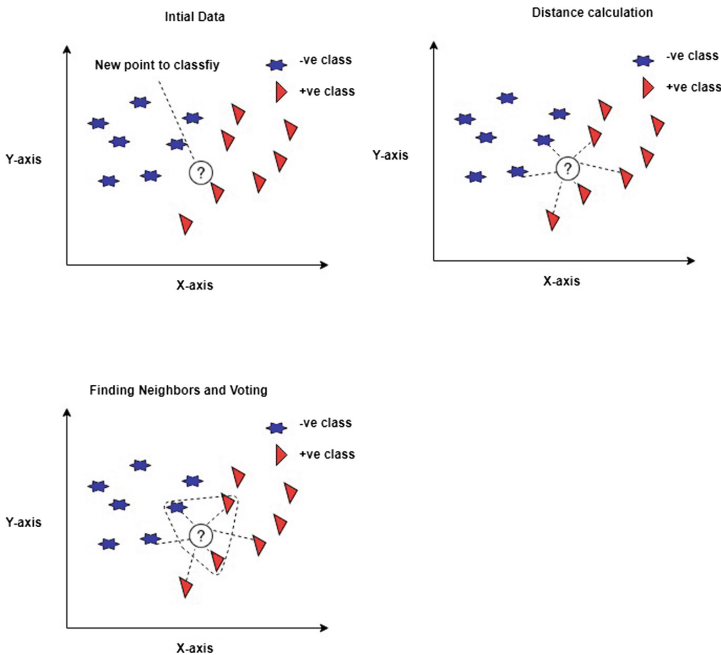 Intial Data
New point to classfiy
-ve class
+ve class
Y-axis
?
X-axis
Distance calculation
-ve class
+ve class
Y-axis
?
X-axis
Finding Neighbors and Voting
-ve class
+ve class
Y-axis
?
X-axis